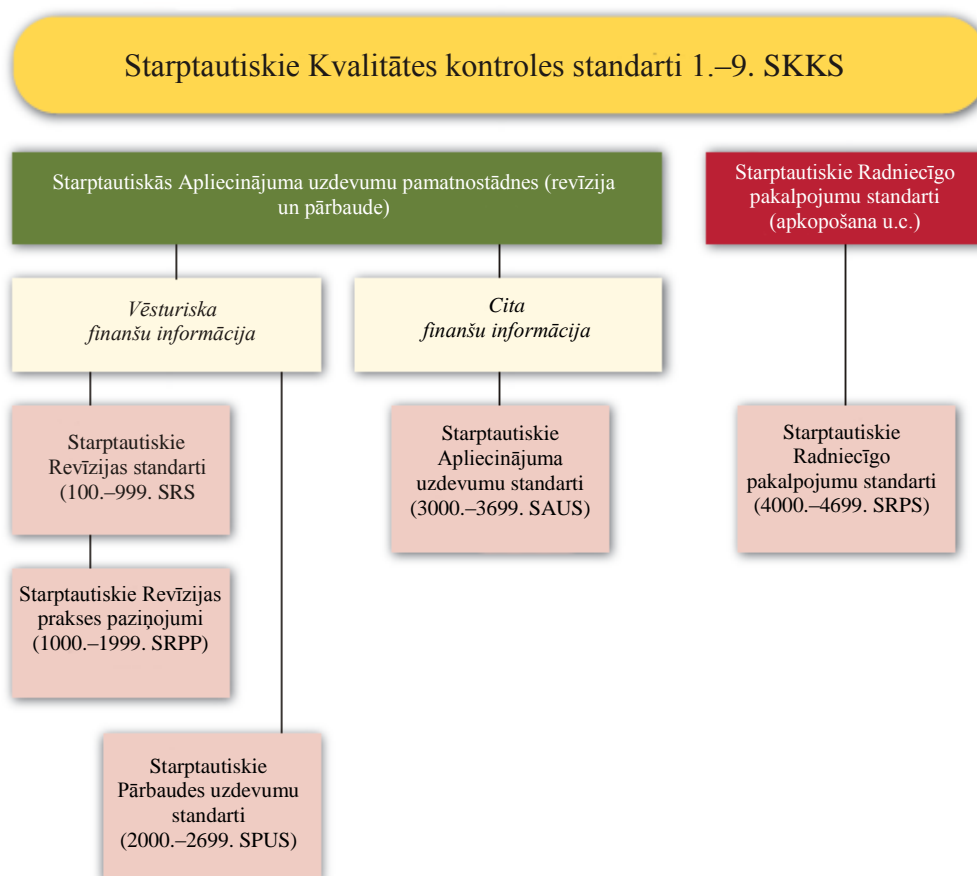 Starptautiskie Kvalitātes kontroles standarti 1.–9. SKKS
Starptautiskās Apliecinājuma uzdevumu pamatnostādnes (revīzija
un pārbaude)
Starptautiskie Radniecīgo
pakalpojumu standarti
(apkopošana u.c.)
Vēsturiska
finanšu informācija
Cita
finanšu informācija
Starptautiskie
Revīzijas standarti
(100.–999. SRS
Starptautiskie
Apliecinājuma
uzdevumu standarti
(3000.–3699. SAUS)
Starptautiskie
Radniecīgo
pakalpojumu standarti
(4000.–4699. SRPS)
Starptautiskie Revīzijas
prakses paziņojumi
(1000.–1999. SRPP)
Starptautiskie
Pārbaudes uzdevumu
standarti
(2000.–2699. SPUS)